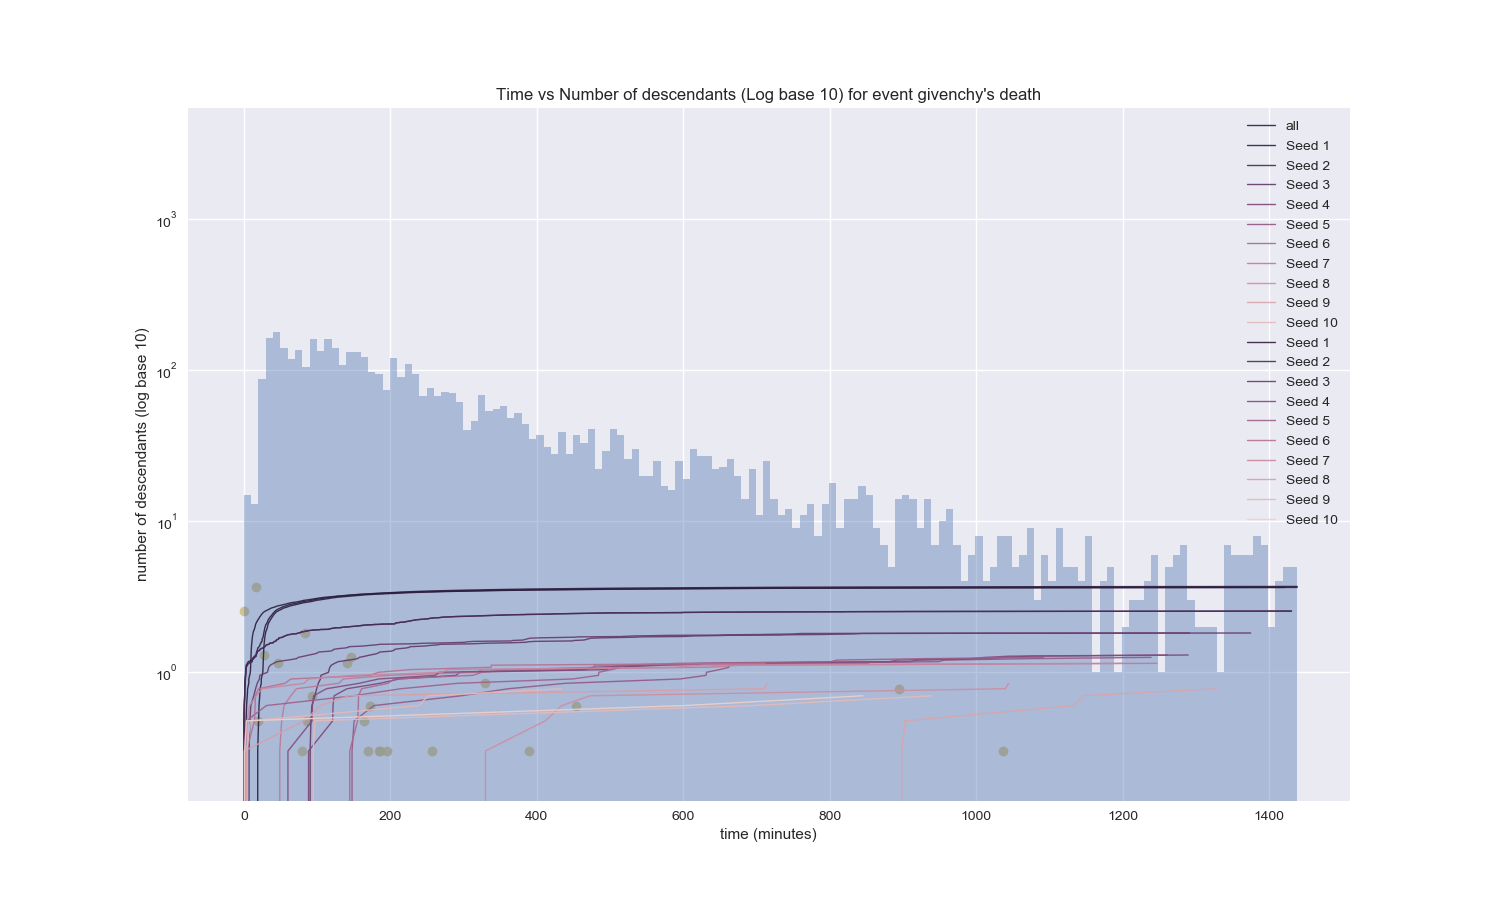 Time vs Number of descendants (Log base 10) for event givenchy's death
all
Seed 1
Seed 2
Seed 3
Seed 4
Seed 5
Seed 6
Seed 7
Seed 8
Seed 9
Seed 10
Seed 1
Seed 2
Seed 3
Seed 4
Seed 5
Seed 6
Seed 7
Seed 8
Seed 9
Seed 10
number of descendants (log base 10)
10³
10²
10¹
10⁰
0 200 400 600 800 1000 1200 1400
time (minutes)